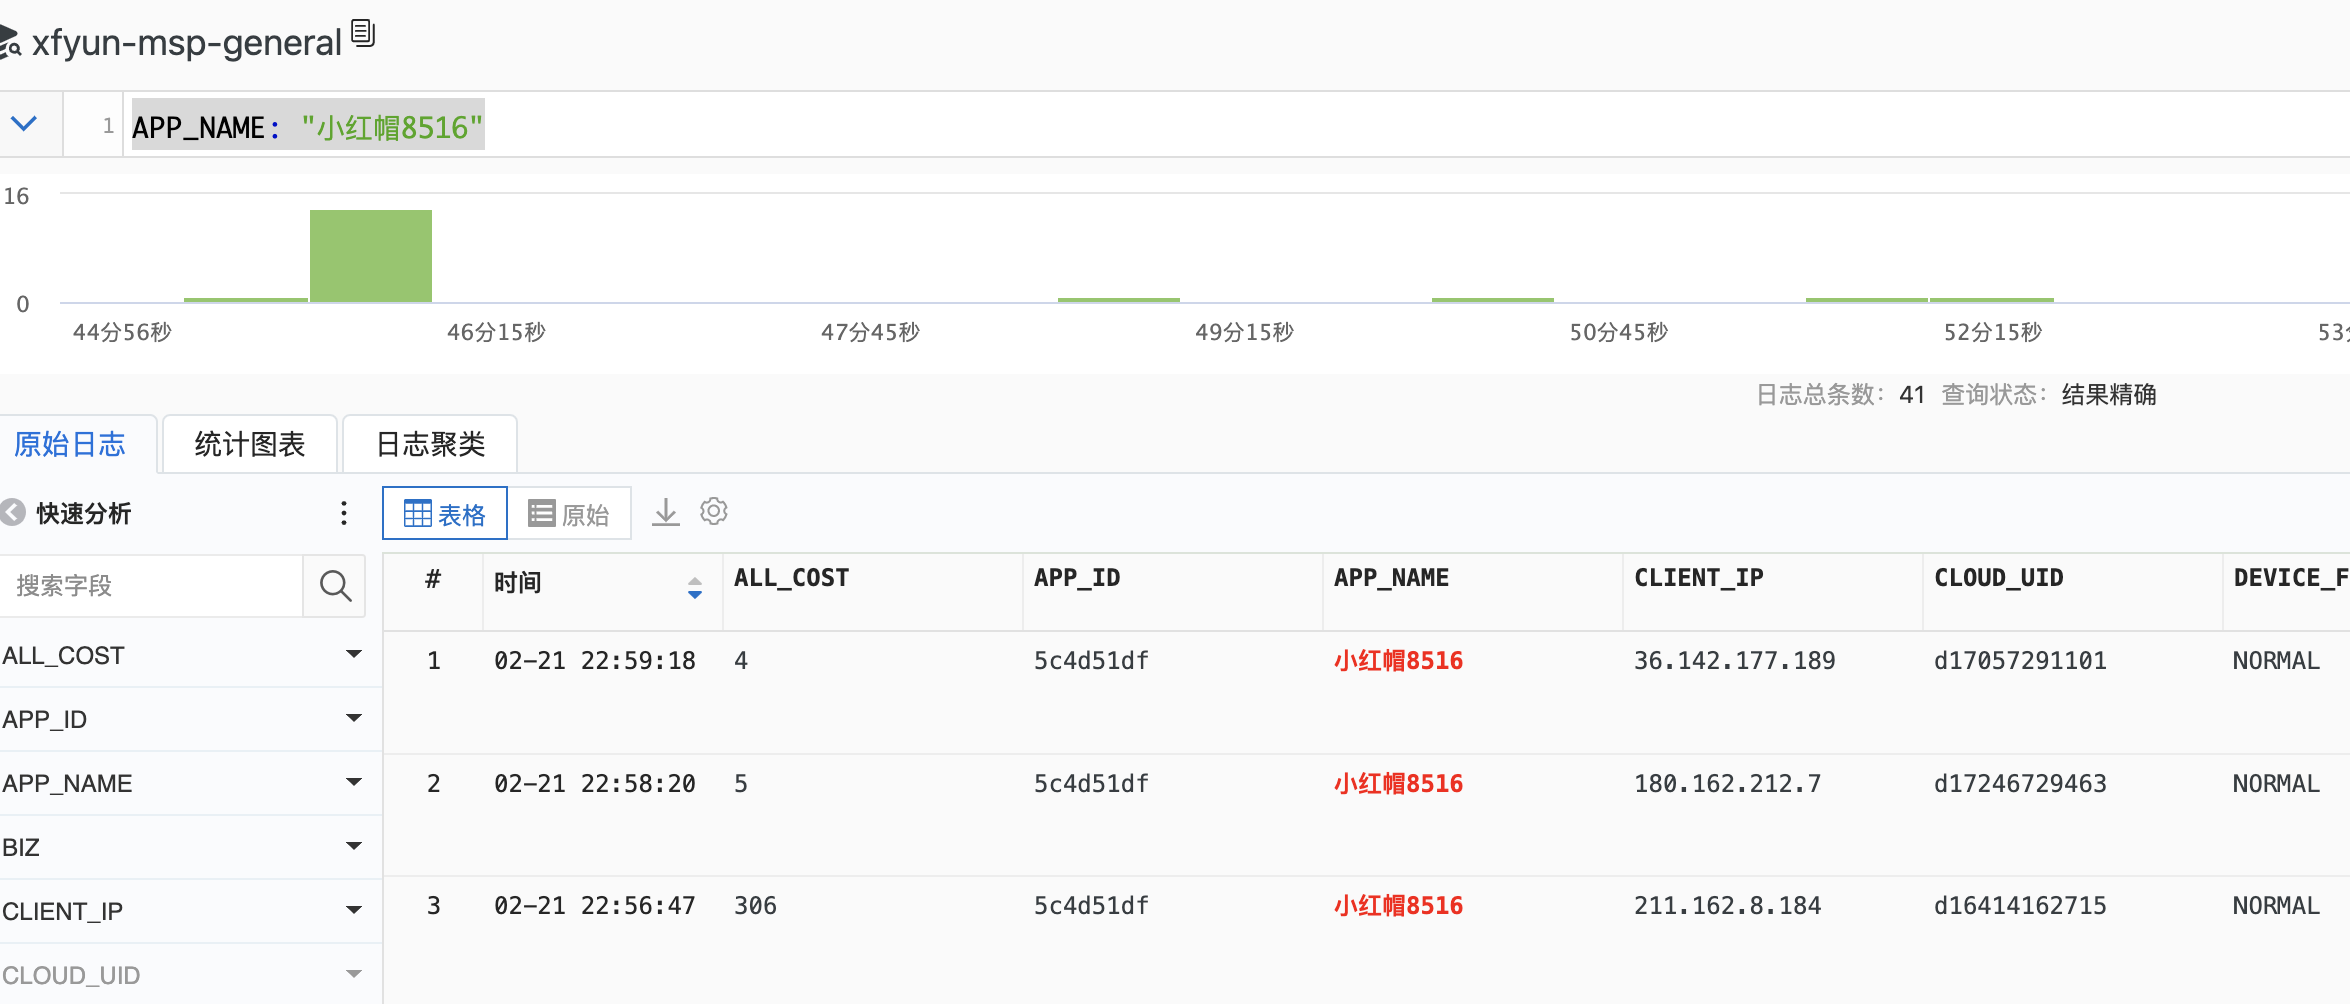 xfyun-msp-general
1 APP_NAME: "小红帽8516"
16
0
44分56秒 46分15秒 47分45秒 49分15秒 50分45秒 52分15秒 53
日志总条数: 41 查询状态: 结果精确
原始日志 统计图表 日志聚类
快速分析 表格 原始
搜索字段
# 时间 ALL_COST APP_ID APP_NAME CLIENT_IP CLOUD_UID DEVICE_F
ALL_COST
1 02-21 22:59:18 4 5c4d51df 小红帽8516 36.142.177.189 d17057291101 NORMAL
APP_ID
APP_NAME
2 02-21 22:58:20 5 5c4d51df 小红帽8516 180.162.212.7 d17246729463 NORMAL
BIZ
CLIENT_IP
3 02-21 22:56:47 306 5c4d51df 小红帽8516 211.162.8.184 d16414162715 NORMAL
CLOUD_UID